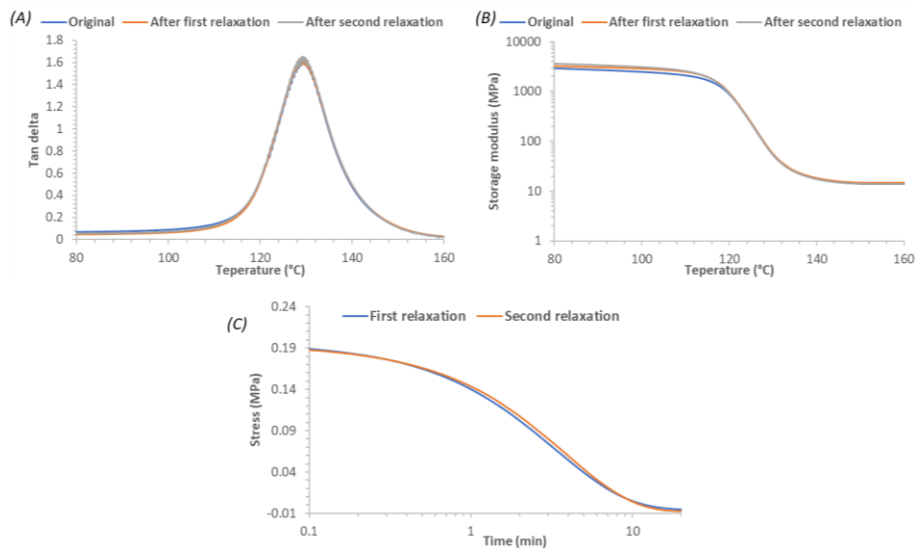 (A)
Original After first relaxation After second relaxation
1.8
1.6
1.4
1.2
1
0.8
0.6
0.4
0.2
0
Tan delta
80 100 120 140 160
Teperature (°C)
(B)
Original After first relaxation After second relaxation
10000
1000
100
10
1
Storage modulus (MPa)
80 100 120 140 160
Teperature (°C)
(C)
First relaxation Second relaxation
0.24
0.19
0.14
0.09
0.04
-0.01
Stress (MPa)
0.1 1 10
Time (min)